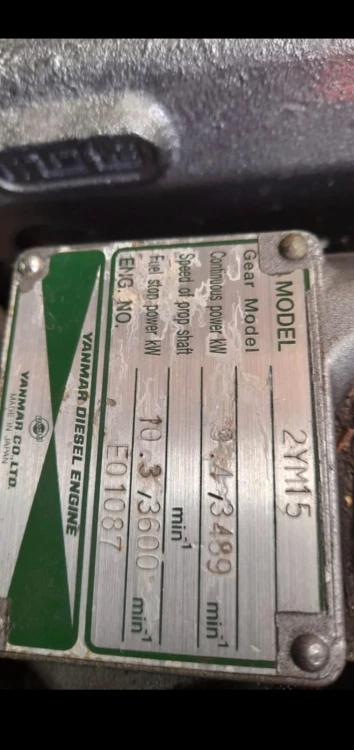 MODEL 2YM15
Gear Model
Continuous power kW 9.4/3489 min-1
Speed of prop shaft min-1
Fuel stop power kW 10.3/3600 min-1
ENG. NO. E01087
YANMAR DIESEL ENGINE
YANMAR CO., LTD.
MADE IN JAPAN